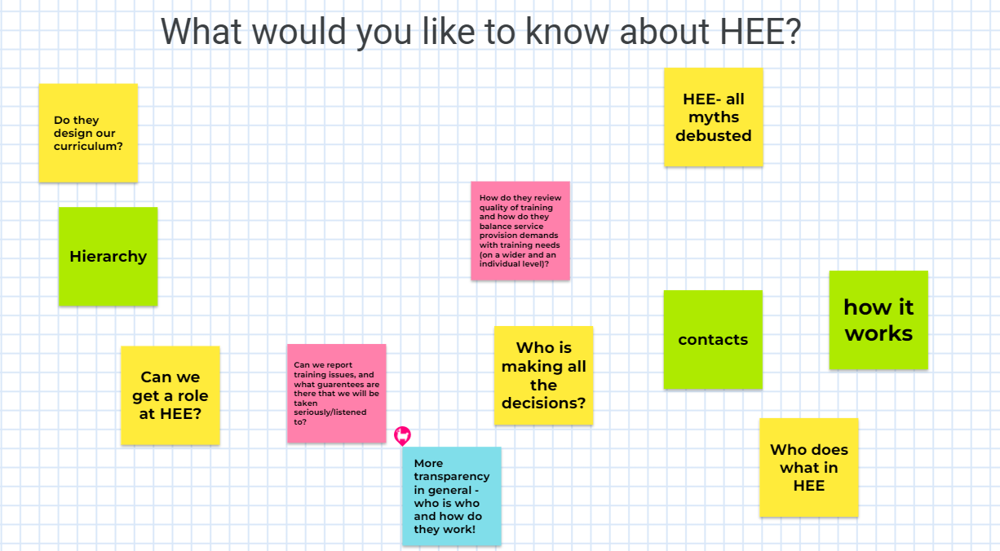 What would you like to know about HEE?
Do they
design our
curriculum?
HEE- all
myths
debusted
Hierarchy
How do they review
quality of training
and how do they
balance service
provision demands
with training needs
(on a wider and an
individual level)?
how it
works
contacts
Can we
get a role
at HEE?
Can we report
training issues, and
what guarentees are
there that we will be
taken
seriously/listened
to?
Who is
making all
the
decisions?
Who does
what in
HEE
More
transparency
in general -
who is who
and how do
they work!